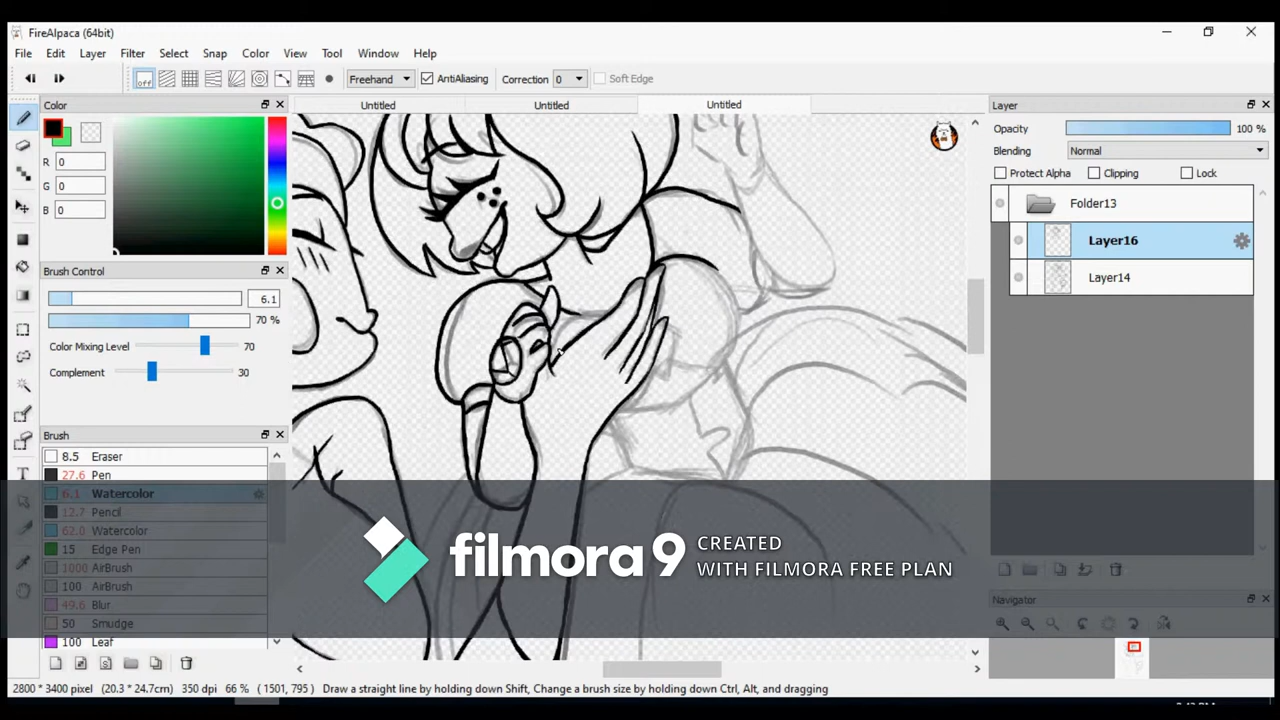 FireAlpaca (64bit)
File Edit Layer Filter Select Snap Color View Tool Window Help
off Freehand AntiAliasing Correction 0 Soft Edge
Color
Untitled Untitled Untitled
Layer
R 0
G 0
B 0
Opacity 100 %
Blending Normal
Protect Alpha Clipping Lock
Folder13
Layer16
Layer14
Brush Control
6.1
70 %
Color Mixing Level 70
Complement 30
Brush
8.5 Eraser
27.6 Pen
6.1 Watercolor
12.7 Pencil
62.0 Watercolor
15 Edge Pen
1000 AirBrush
100 AirBrush
49.6 Blur
50 Smudge
100 Leaf
filmora9 CREATED
WITH FILMORA FREE PLAN
Navigator
2800 * 3400 pixel (20.3 * 24.7cm) 350 dpi 66 % ( 1501, 795) Draw a straight line by holding down Shift, Change a brush size by holding down Ctrl, Alt, and dragging